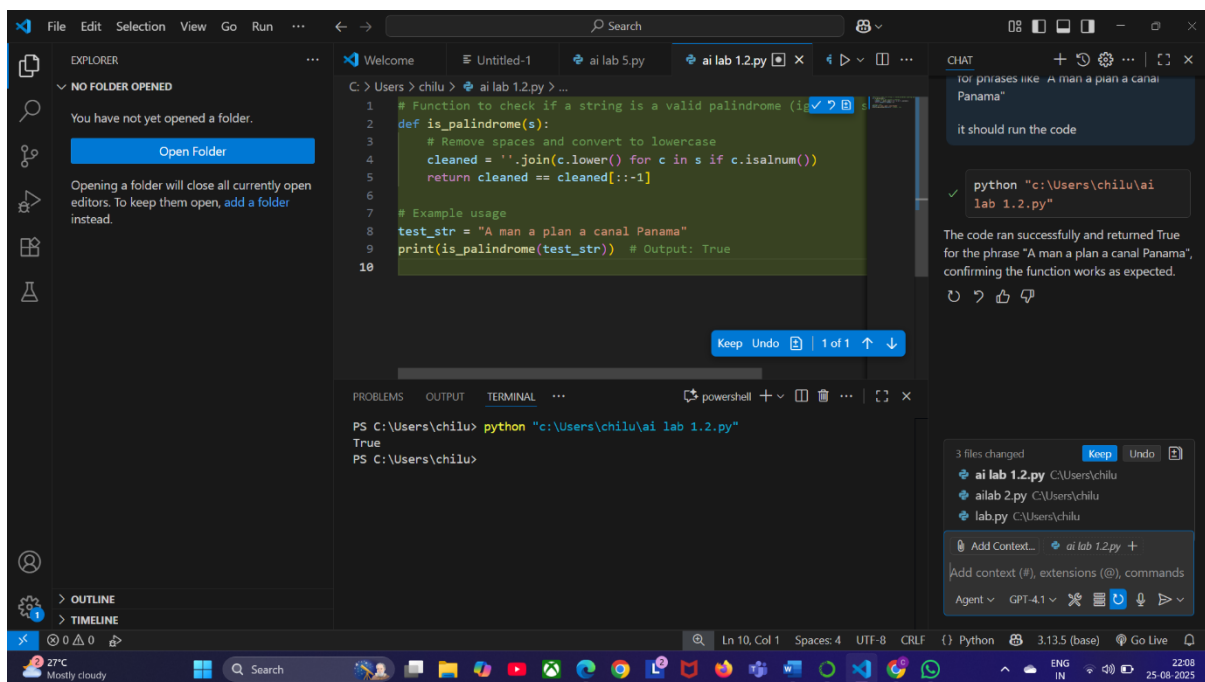 File Edit Selection View Go Run ...
Search
EXPLORER
NO FOLDER OPENED
You have not yet opened a folder.
Open Folder
Opening a folder will close all currently open
editors. To keep them open, add a folder
instead.
OUTLINE
TIMELINE
Welcome
Untitled-1
ai lab 5.py
ai lab 1.2.py
C: > Users > chilu > ai lab 1.2.py > ...
1 # Function to check if a string is a valid palindrome
2 def is_palindrome(s):
3     # Remove spaces and convert to lowercase
4     cleaned = ''.join(c.lower() for c in s if c.isalnum())
5     return cleaned == cleaned[::-1]
6
7 # Example usage
8 test_str = "A man a plan a canal Panama"
9 print(is_palindrome(test_str))  # Output: True
10
Keep Undo 1 of 1
PROBLEMS OUTPUT TERMINAL ...
powershell
PS C:\Users\chilu> python "c:\Users\chilu\ai lab 1.2.py"
True
PS C:\Users\chilu>
CHAT
for phrases like "A man a plan a canal
Panama"
it should run the code
python "c:\Users\chilu\ai
lab 1.2.py"
The code ran successfully and returned True
for the phrase "A man a plan a canal Panama",
confirming the function works as expected.
3 files changed Keep Undo
ai lab 1.2.py C:\Users\chilu
ailab 2.py C:\Users\chilu
lab.py C:\Users\chilu
Add Context... ai lab 1.2.py +
Add context (#), extensions (@), commands
Agent GPT-4.1
1
0 0 Ln 10, Col 1 Spaces: 4 UTF-8 CRLF {} Python 3.13.5 (base) Go Live
2
27°C
Mostly cloudy
Search
ENG
IN
22:08
25-08-2025